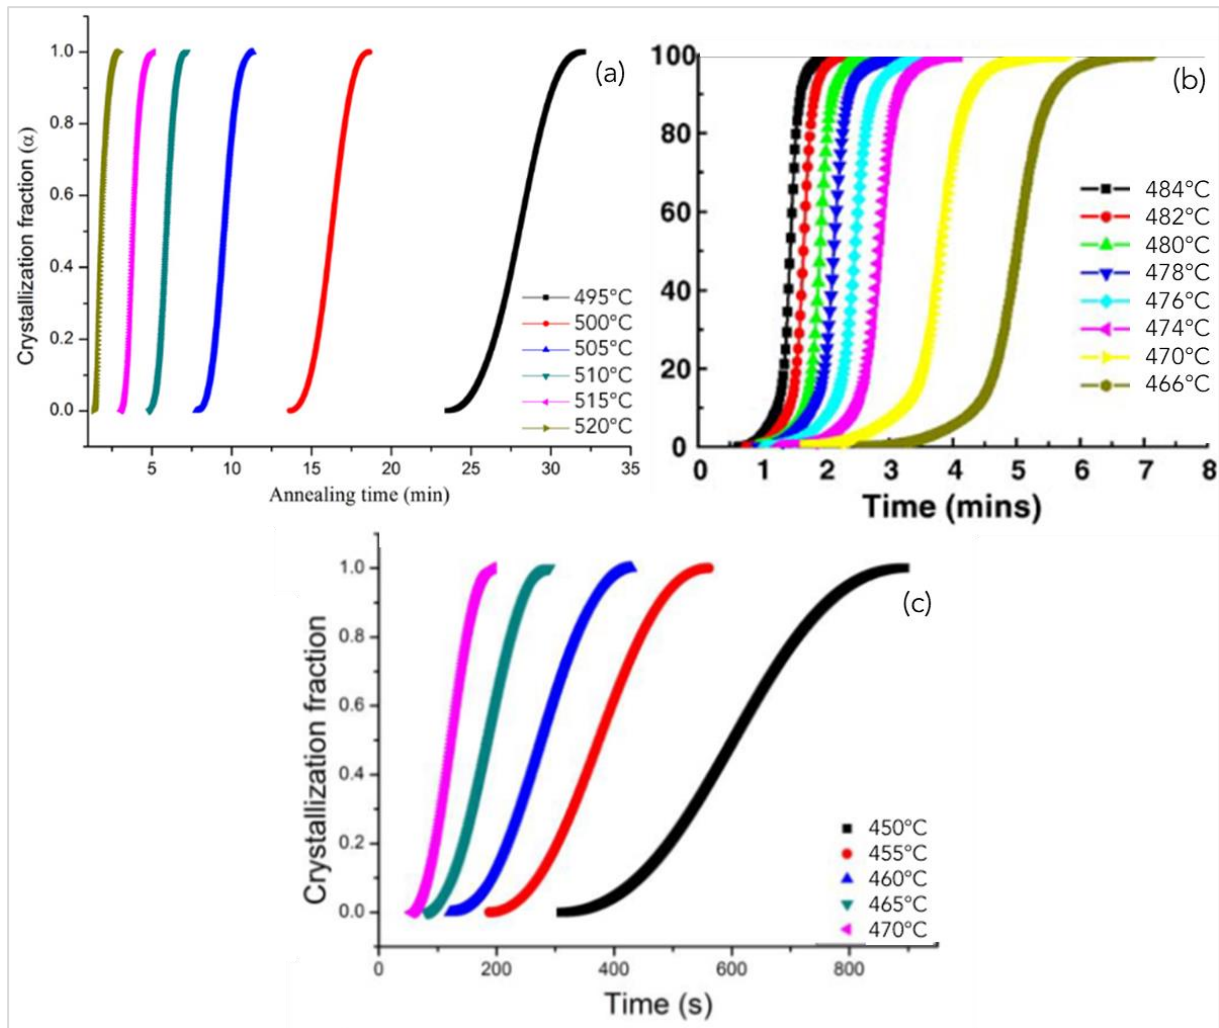 1.0
0.8
0.6
0.4
0.2
0.0
Crystallization fraction (α)
(a)
495°C
500°C
505°C
510°C
515°C
520°C
5 10 15 20 25 30 35
Annealing time (min)
100
80
60
40
20
0
(b)
484°C
482°C
480°C
478°C
476°C
474°C
470°C
466°C
0 1 2 3 4 5 6 7 8
Time (mins)
1.0
0.8
0.6
0.4
0.2
0.0
Crystallization fraction
(c)
450°C
455°C
460°C
465°C
470°C
0 200 400 600 800
Time (s)